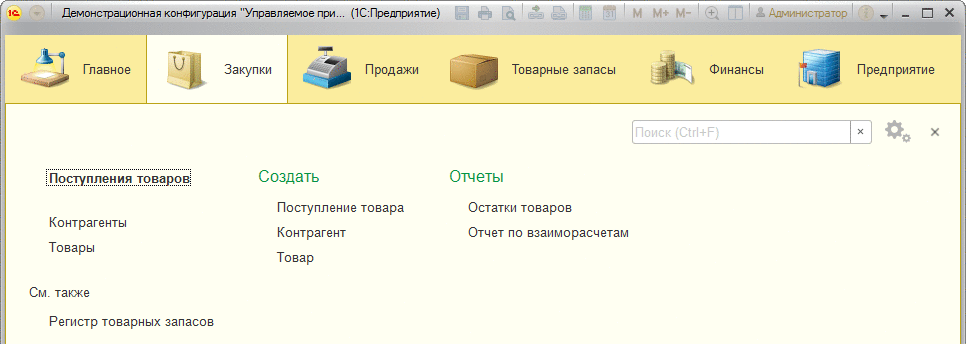 Демонстрационная конфигурация "Управляемое при... (1С:Предприятие)
M M+ M- Администратор
Главное Закупки Продажи Товарные запасы Финансы Предприятие
Поиск (Ctrl+F)
Поступления товаров
Контрагенты
Товары
Создать
Поступление товара
Контрагент
Товар
Отчеты
Остатки товаров
Отчет по взаиморасчетам
См. также
Регистр товарных запасов